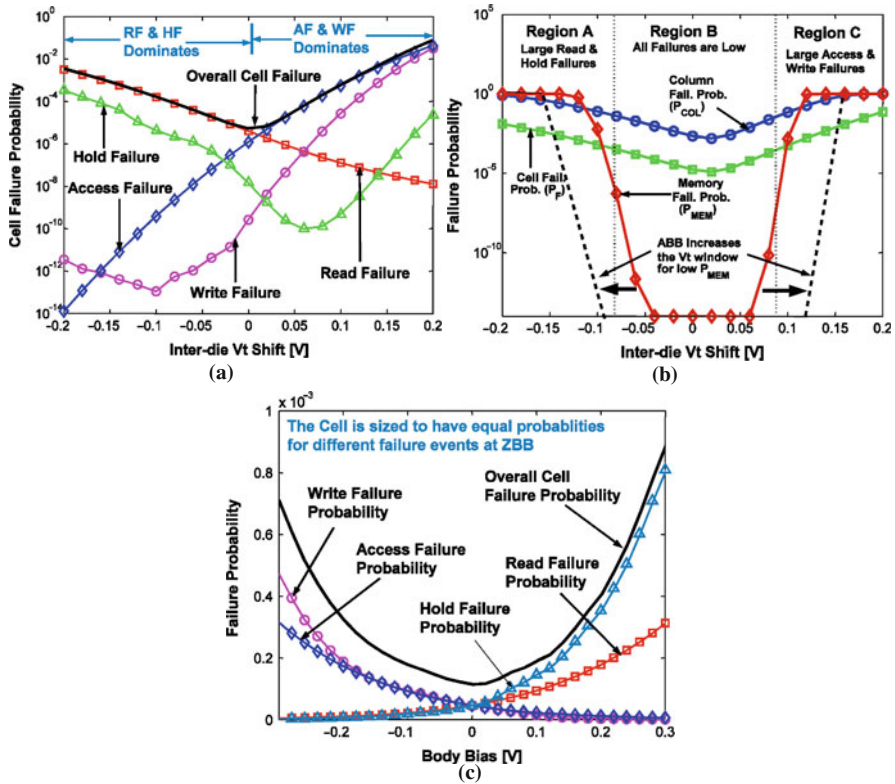 RF & HF
Dominates
AF & WF
Dominates
Overall Cell
Failure
Hold Failure
Access Failure
Write Failure
Read Failure
Cell Failure Probability
10^0
10^-2
10^-4
10^-6
10^-8
10^-10
10^-12
10^-14
-0.2 -0.15 -0.1 -0.05 0 0.05 0.1 0.15 0.2
Inter-die Vt Shift [V]
(a)
Region A
Large Read &
Hold Failures
Region B
All Failures are Low
Region C
Large Access &
Write Failures
Column
Fail. Prob.
(P_COL)
Cell Fail.
Prob. (P_F)
Memory
Fail. Prob.
(P_MEM)
ABB Increases
the Vt window
for low P_MEM
Failure Probability
10^0
10^-5
10^-10
-0.2 -0.15 -0.1 -0.05 0 0.05 0.1 0.15 0.2
Inter-die Vt Shift [V]
(b)
x 10^-3
The Cell is sized to have equal probablities
for different failure events at ZBB
Write Failure
Probability
Access Failure
Probability
Overall Cell
Failure Probability
Read Failure
Probability
Hold Failure
Probability
Failure Probability
1
0.8
0.6
0.4
0.2
0
-0.2 -0.1 0 0.1 0.2 0.3
Body Bias [V]
(c)